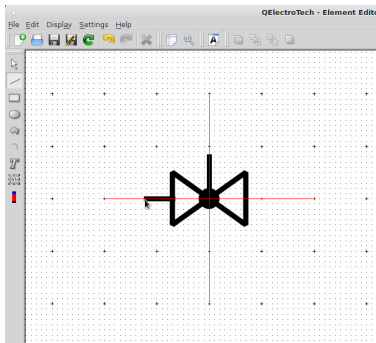 QElectroTech - Element Edito
File Edit Display Settings Help
A
T